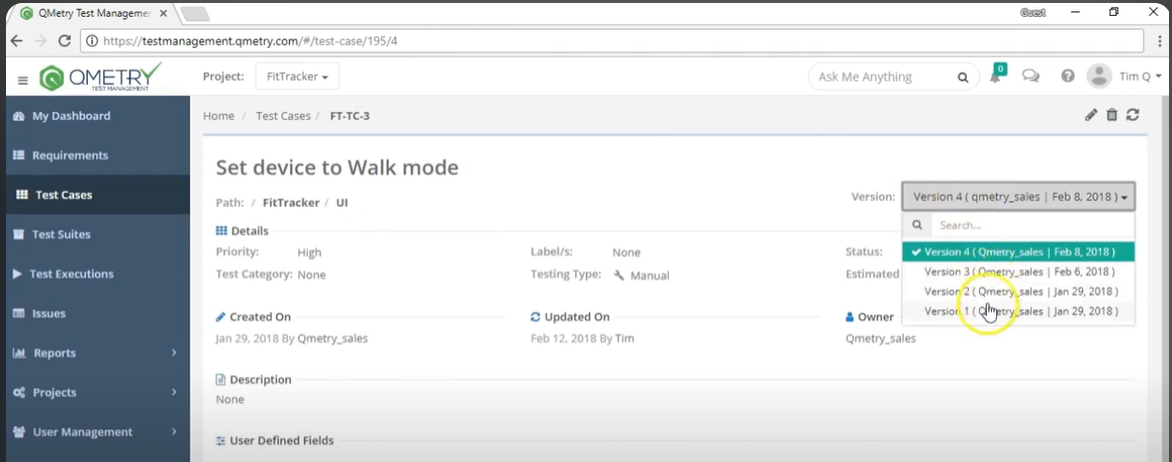 QMetry Test Managemen
Guest
https://testmanagement.qmetry.com/#/test-case/195/4
QMETRY
TEST MANAGEMENT
Project:
FitTracker
Ask Me Anything
0
Tim Q
My Dashboard
Requirements
Test Cases
Test Suites
Test Executions
Issues
Reports
Projects
User Management
Home / Test Cases / FT-TC-3
Set device to Walk mode
Path: / FitTracker / UI
Version: Version 4 ( qmetry_sales | Feb 8, 2018 )
Search...
Version 4 ( Qmetry_sales | Feb 8, 2018 )
Version 3 ( Qmetry_sales | Feb 6, 2018 )
Version 2 ( Qmetry_sales | Jan 29, 2018 )
Version 1 ( Qmetry_sales | Jan 29, 2018 )
Details
Priority: High
Label/s: None
Status:
Test Category: None
Testing Type: Manual
Estimated
Created On
Updated On
Owner
Jan 29, 2018 By Qmetry_sales
Feb 12, 2018 By Tim
Qmetry_sales
Description
None
User Defined Fields